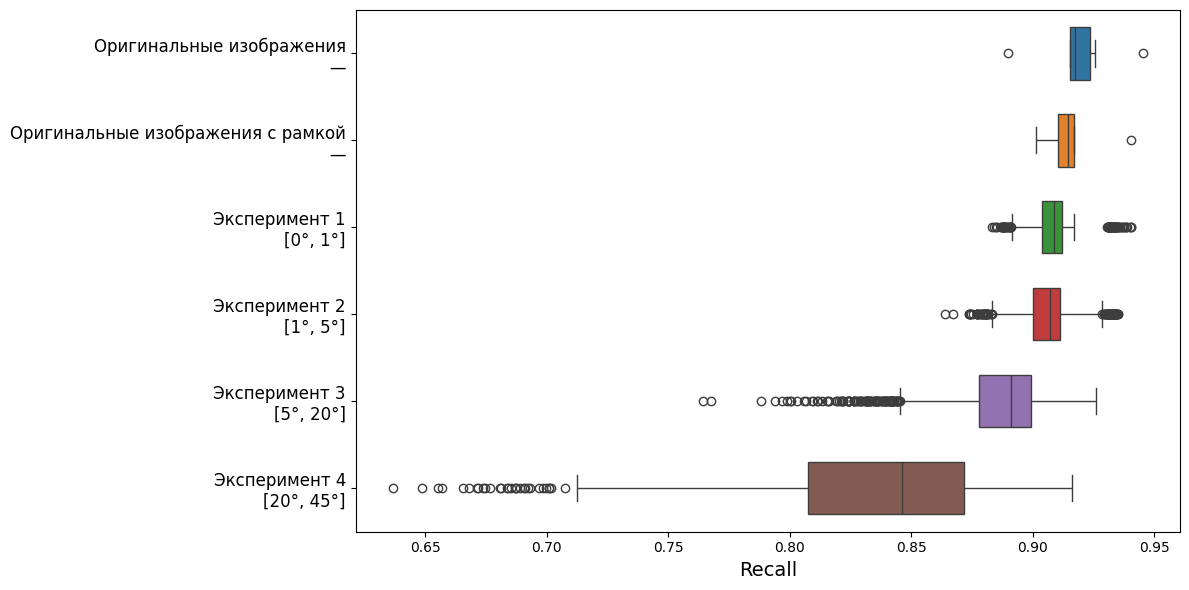 Оригинальные изображения
—
Оригинальные изображения с рамкой
—
Эксперимент 1
[0°, 1°]
Эксперимент 2
[1°, 5°]
Эксперимент 3
[5°, 20°]
Эксперимент 4
[20°, 45°]
0.65 0.70 0.75 0.80 0.85 0.90 0.95
Recall